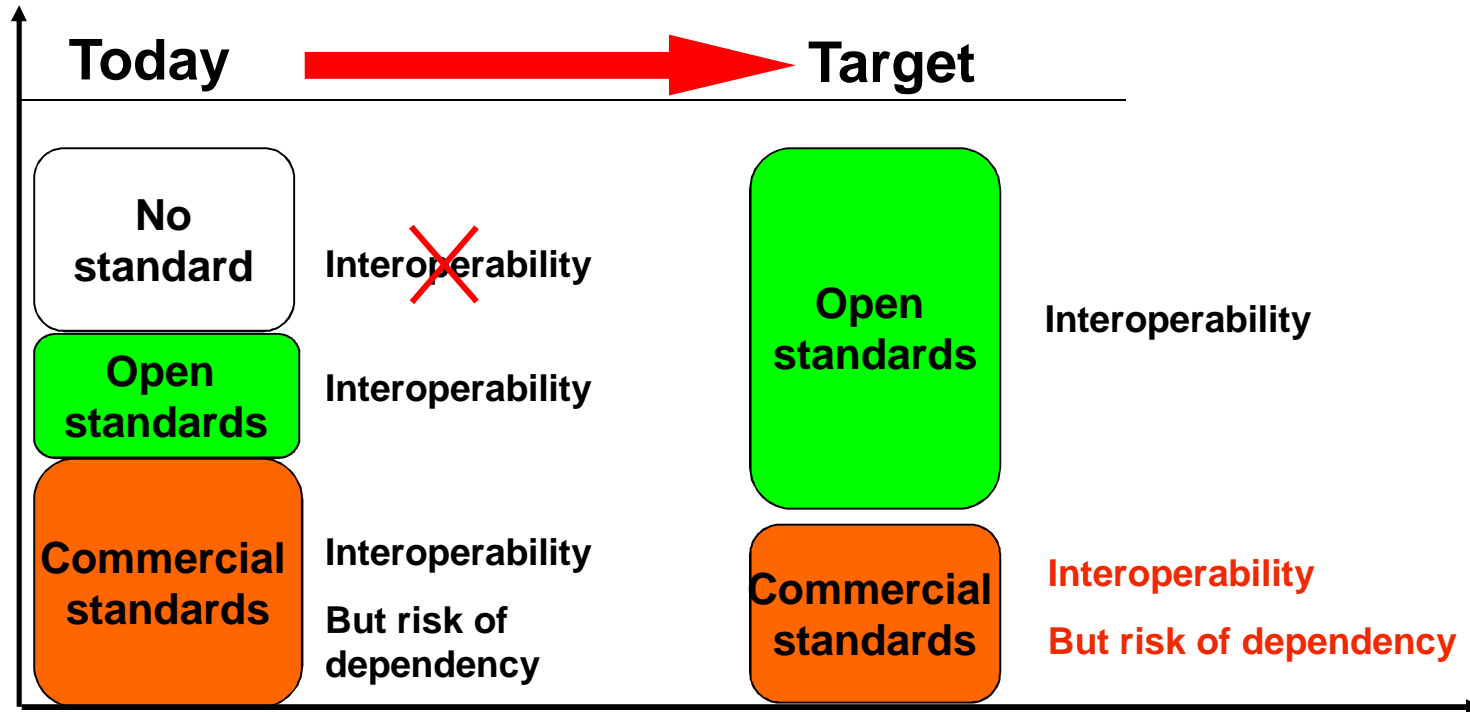 Today
Target
No
standard
Interoperability
Open
standards
Interoperability
Commercial
standards
Interoperability
But risk of
dependency
Open
standards
Interoperability
Commercial
standards
Interoperability
But risk of dependency